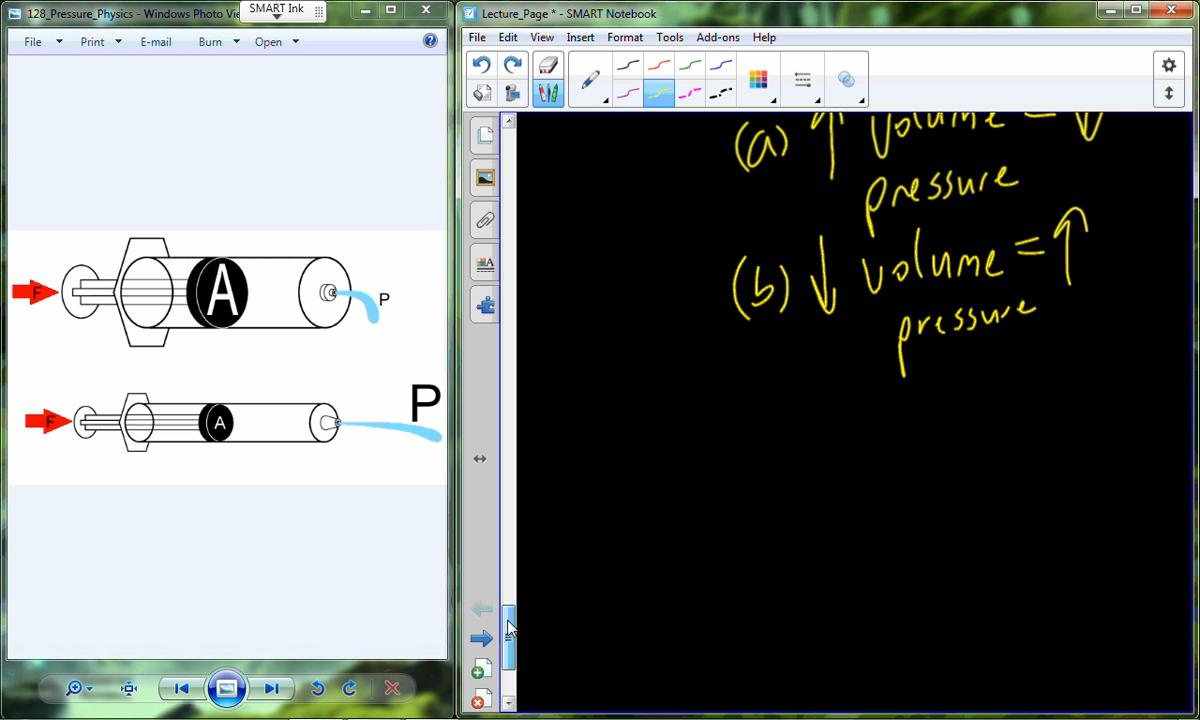 128_Pressure_Physics - Windows Photo Vie
SMART Ink
File Print E-mail Burn Open
F
A
P
F
A
P
Lecture_Page * - SMART Notebook
File Edit View Insert Format Tools Add-ons Help
(a) ↑ volume = ↓
pressure
(b) ↓ volume = ↑
pressure